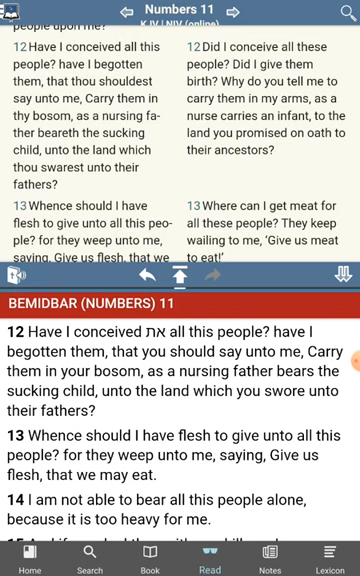 Numbers 11
KJV | NIV (online)
people upon me?
12 Have I conceived all this
people? have I begotten
them, that thou shouldest
say unto me, Carry them in
thy bosom, as a nursing fa-
ther beareth the sucking
child, unto the land which
thou swarest unto their
fathers?
13 Whence should I have
flesh to give unto all this peo-
ple? for they weep unto me,
saying, Give us flesh, that we
12 Did I conceive all these
people? Did I give them
birth? Why do you tell me to
carry them in my arms, as a
nurse carries an infant, to the
land you promised on oath to
their ancestors?
13 Where can I get meat for
all these people? They keep
wailing to me, ‘Give us meat
to eat!’
BEMIDBAR (NUMBERS) 11
12 Have I conceived את all this people? have I
begotten them, that you should say unto me, Carry
them in your bosom, as a nursing father bears the
sucking child, unto the land which you swore unto
their fathers?
13 Whence should I have flesh to give unto all this
people? for they weep unto me, saying, Give us
flesh, that we may eat.
14 I am not able to bear all this people alone,
because it is too heavy for me.
Home
Search
Book
Read
Notes
Lexicon